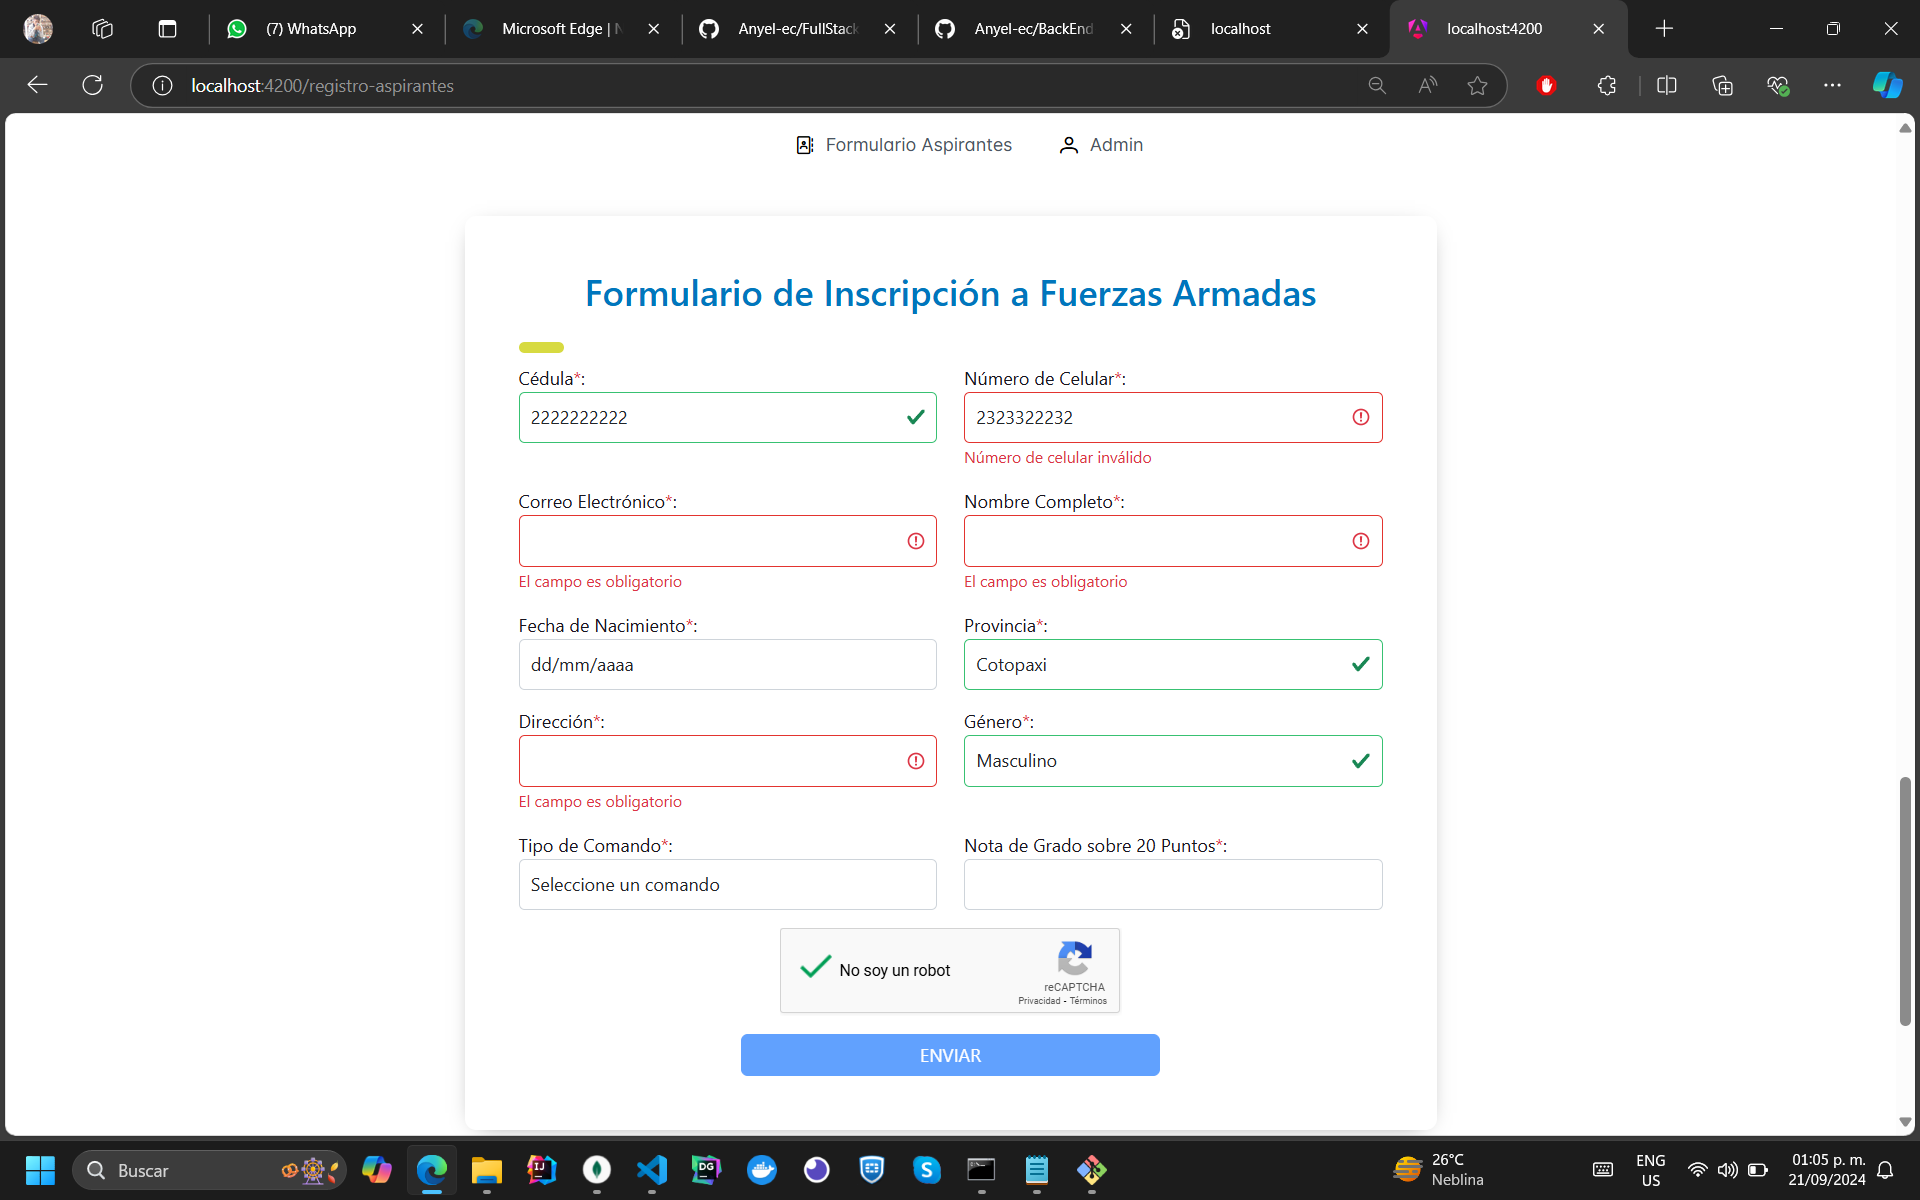 (7) WhatsApp
Microsoft Edge |
Anyel-ec/FullStack
Anyel-ec/BackEnd
localhost
localhost:4200
localhost:4200/registro-aspirantes
Formulario Aspirantes
Admin
Formulario de Inscripción a Fuerzas Armadas
Cédula*:
Número de Celular*:
2222222222
2323322232
Número de celular inválido
Correo Electrónico*:
Nombre Completo*:
El campo es obligatorio
El campo es obligatorio
Fecha de Nacimiento*:
Provincia*:
dd/mm/aaaa
Cotopaxi
Dirección*:
Género*:
Masculino
El campo es obligatorio
Tipo de Comando*:
Nota de Grado sobre 20 Puntos*:
Seleccione un comando
No soy un robot
reCAPTCHA
Privacidad - Términos
ENVIAR
Buscar
IJ
DG
S
26°C
Neblina
ENG
US
01:05 p. m.
21/09/2024